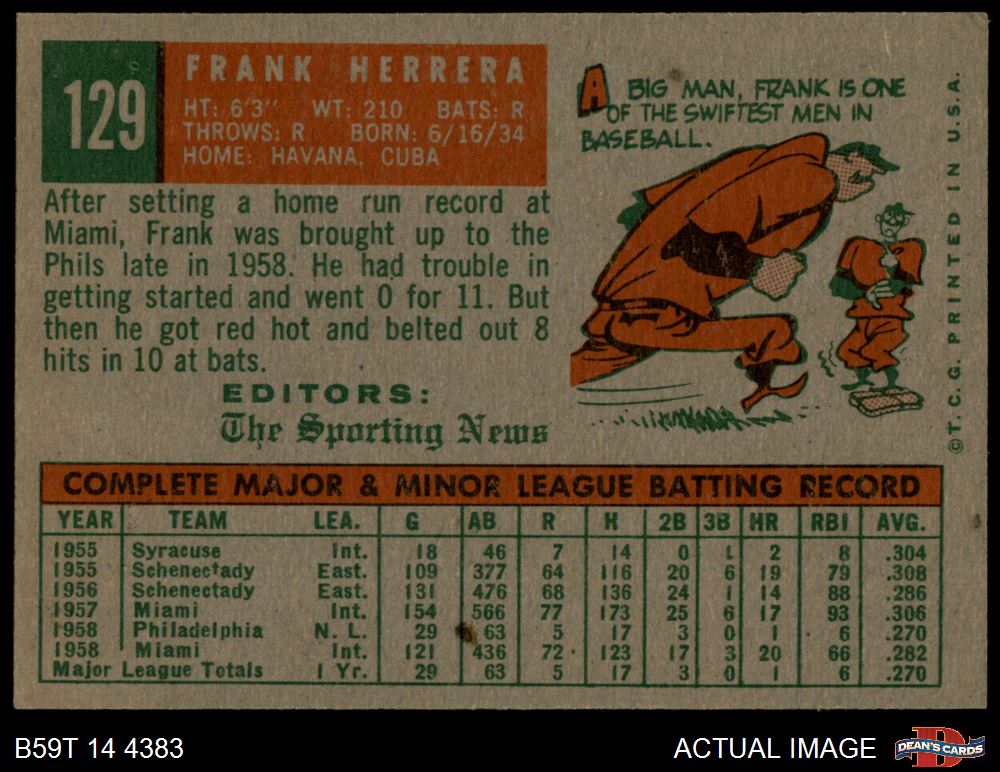 129
FRANK HERRERA
HT: 6'3" WT: 210 BATS: R
THROWS: R BORN: 6/16/34
HOME: HAVANA, CUBA
After setting a home run record at
Miami, Frank was brought up to the
Phils late in 1958. He had trouble in
getting started and went 0 for 11. But
then he got red hot and belted out 8
hits in 10 at bats.
EDITORS:
The Sporting News
A BIG MAN, FRANK IS ONE
OF THE SWIFTEST MEN IN
BASEBALL.
©T.C.G. PRINTED IN U.S.A.
COMPLETE MAJOR & MINOR LEAGUE BATTING RECORD
YEAR TEAM LEA. G AB R H 2B 3B HR RBI AVG.
1955 Syracuse Int. 18 46 7 14 0 1 2 8 .304
1955 Schenectady East. 109 377 64 116 20 6 19 79 .308
1956 Schenectady East. 131 476 68 136 24 1 14 88 .286
1957 Miami Int. 154 566 77 173 25 6 17 93 .306
1958 Philadelphia N. L. 29 63 5 17 3 0 1 6 .270
1958 Miami Int. 121 436 72 123 17 3 20 66 .282
Major League Totals 1 Yr. 29 63 5 17 3 0 1 6 .270
B59T 14 4383
ACTUAL IMAGE
DEAN'S CARDS